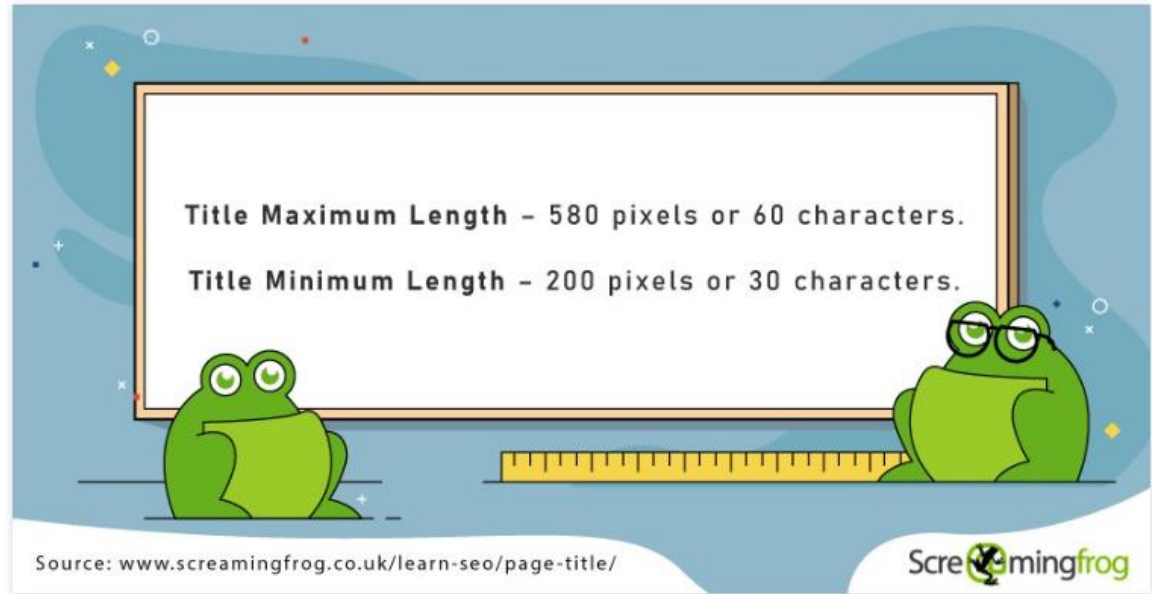 Title Maximum Length – 580 pixels or 60 characters.
Title Minimum Length – 200 pixels or 30 characters.
Source: www.screamingfrog.co.uk/learn-seo/page-title/
Screamingfrog